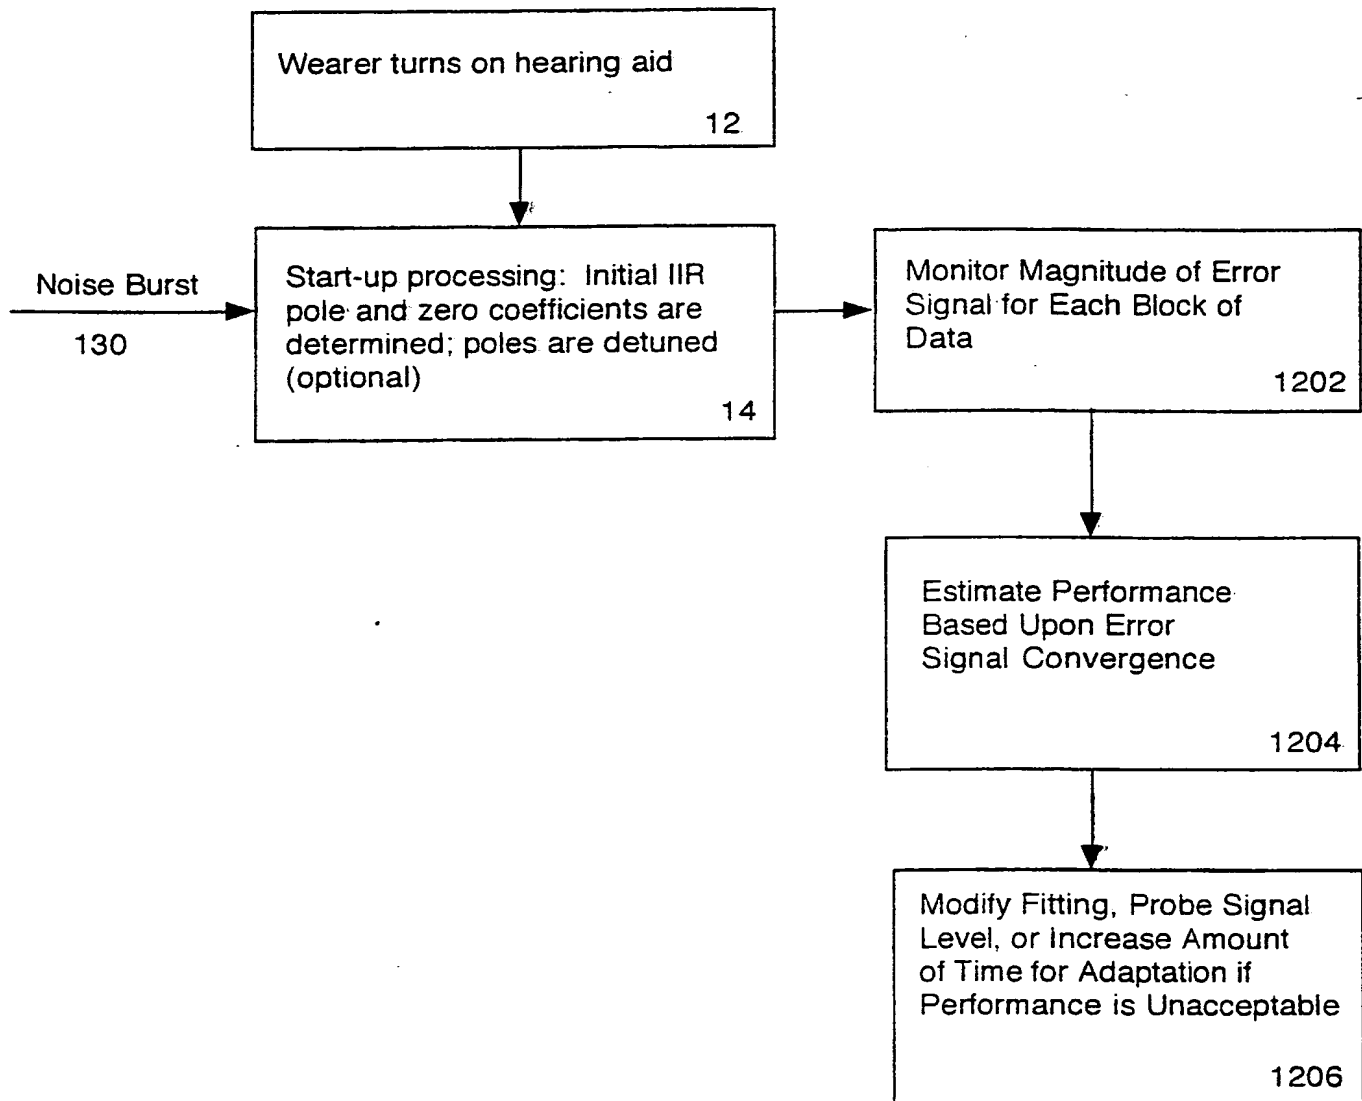 Wearer turns on hearing aid
12
Noise Burst
130
Start-up processing: Initial IIR
pole and zero coefficients are
determined; poles are detuned
(optional)
14
Monitor Magnitude of Error
Signal for Each Block of
Data
1202
Estimate Performance
Based Upon Error
Signal Convergence
1204
Modify Fitting, Probe Signal
Level, or Increase Amount
of Time for Adaptation if
Performance is Unacceptable
1206